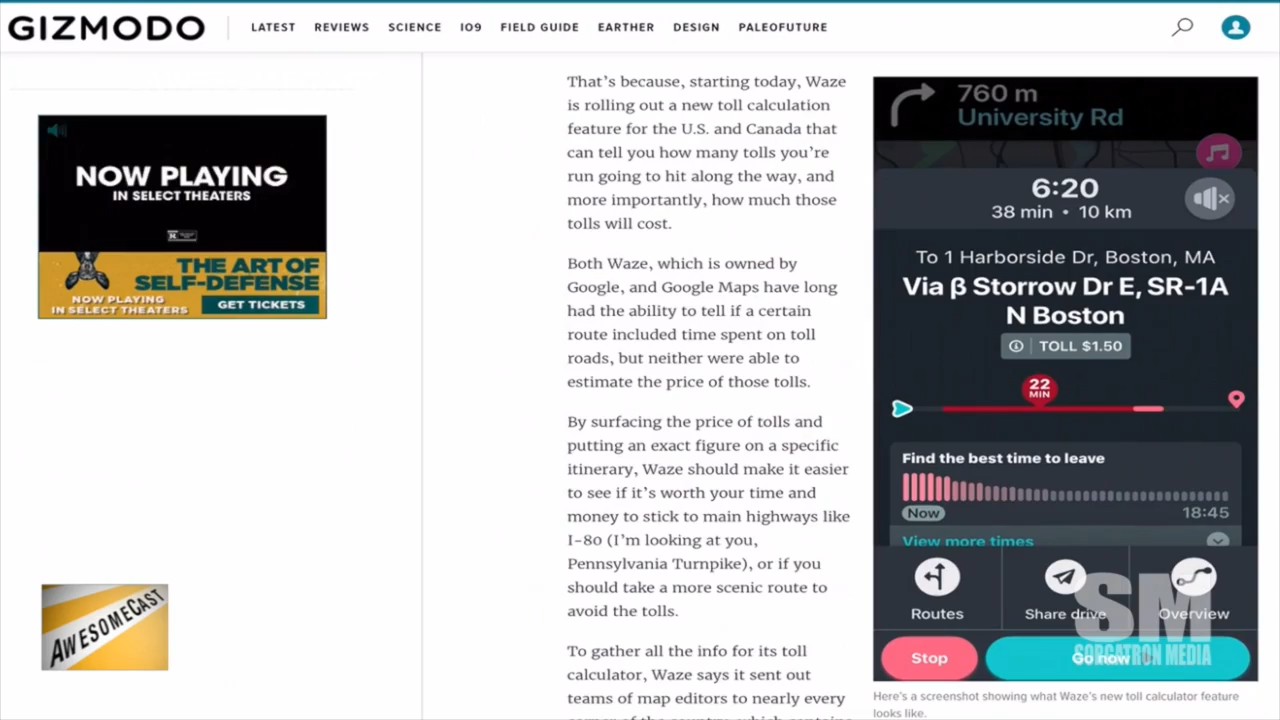 GIZMODO
LATEST REVIEWS SCIENCE IO9 FIELD GUIDE EARTHER DESIGN PALEOFUTURE
NOW PLAYING
IN SELECT THEATERS
R
THE ART OF
SELF-DEFENSE
NOW PLAYING
IN SELECT THEATERS
GET TICKETS
AWESOMECAST
That's because, starting today, Waze
is rolling out a new toll calculation
feature for the U.S. and Canada that
can tell you how many tolls you're
run going to hit along the way, and
more importantly, how much those
tolls will cost.
Both Waze, which is owned by
Google, and Google Maps have long
had the ability to tell if a certain
route included time spent on toll
roads, but neither were able to
estimate the price of those tolls.
By surfacing the price of tolls and
putting an exact figure on a specific
itinerary, Waze should make it easier
to see if it's worth your time and
money to stick to main highways like
I-80 (I'm looking at you,
Pennsylvania Turnpike), or if you
should take a more scenic route to
avoid the tolls.
To gather all the info for its toll
calculator, Waze says it sent out
teams of map editors to nearly every
corner of the country, which contains
760 m
University Rd
6:20
38 min • 10 km
To 1 Harborside Dr, Boston, MA
Via β Storrow Dr E, SR-1A
N Boston
TOLL $1.50
22
MIN
Find the best time to leave
Now 18:45
View more times
Routes Share drive Overview
Stop Go now
SM
SORGATRON MEDIA
Here's a screenshot showing what Waze's new toll calculator feature
looks like.